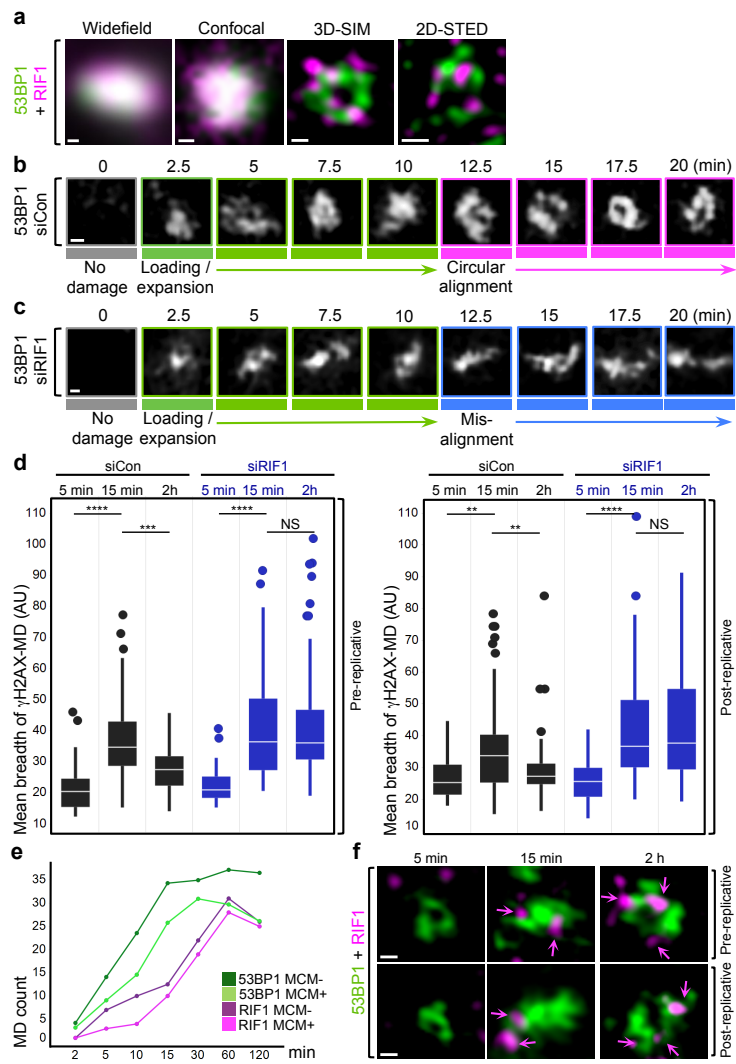 a
Widefield Confocal 3D-SIM 2D-STED
53BP1
+ RIF1
b
0 2.5 5 7.5 10 12.5 15 17.5 20 (min)
53BP1
siCon
No
damage
Loading /
expansion
Circular
alignment
c
0 2.5 5 7.5 10 12.5 15 17.5 20 (min)
53BP1
siRIF1
No
damage
Loading /
expansion
Mis-
alignment
d
siCon siRIF1
5 min 15 min 2h 5 min 15 min 2h
**** *** **** NS
110
100
90
80
70
60
50
40
30
20
10
Mean breadth of γH2AX-MD (AU)
Pre-replicative
siCon siRIF1
5 min 15 min 2h 5 min 15 min 2h
** ** **** NS
110
100
90
80
70
60
50
40
30
20
10
Mean breadth of γH2AX-MD (AU)
Post-replicative
e
35
30
25
20
15
10
5
0
MD count
53BP1 MCM-
53BP1 MCM+
RIF1 MCM-
RIF1 MCM+
2 5 10 15 30 60 120 min
f
5 min 15 min 2 h
53BP1 + RIF1
Pre-replicative
Post-replicative